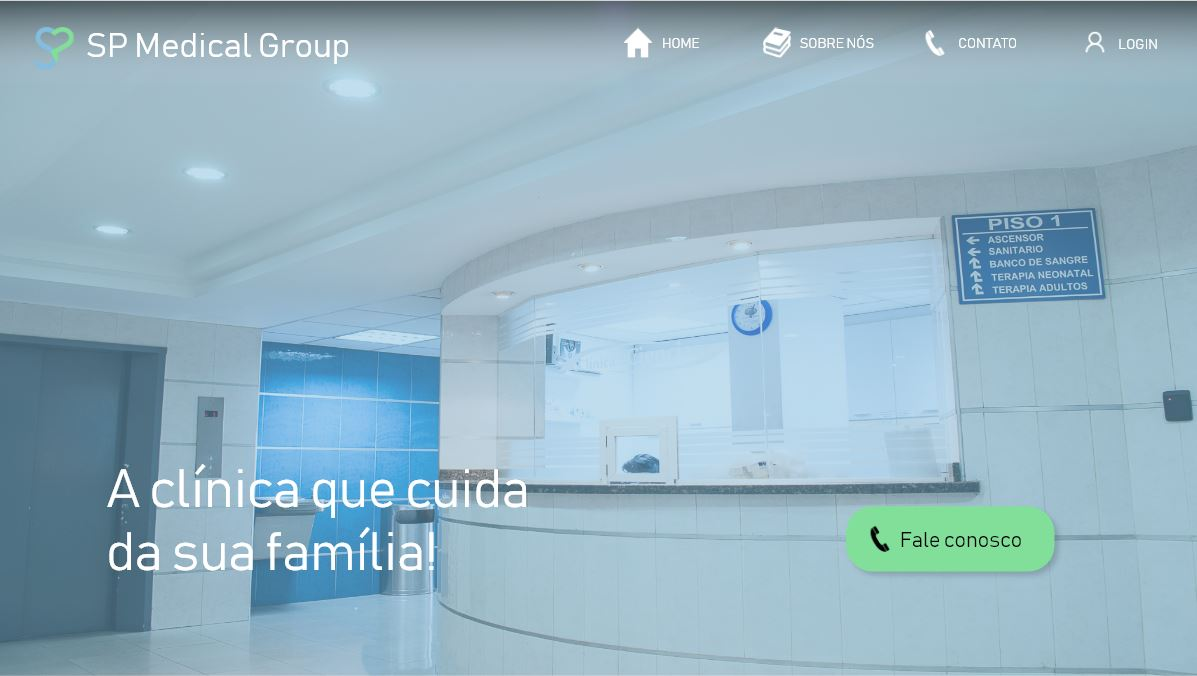 SP Medical Group
HOME
SOBRE NÓS
CONTATO
LOGIN
PISO 1
ASCENSOR
SANITARIO
BANCO DE SANGRE
TERAPIA NEONATAL
TERAPIA ADULTOS
A clínica que cuida
da sua família!
Fale conosco